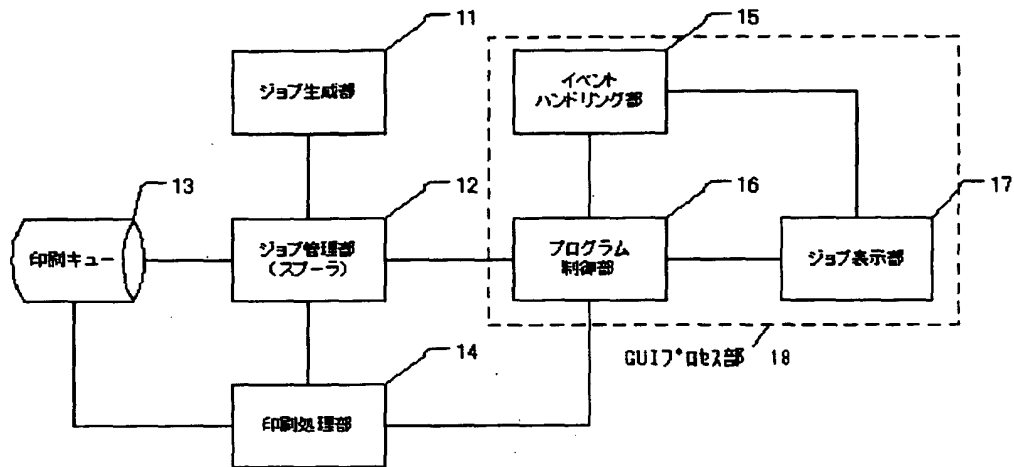 11
ジョブ生成部
15
イベント
ハンドリング部
13
印刷キュー
12
ジョブ管理部
(スプーラ)
16
プログラム
制御部
17
ジョブ表示部
14
印刷処理部
GUIプロセス部 18